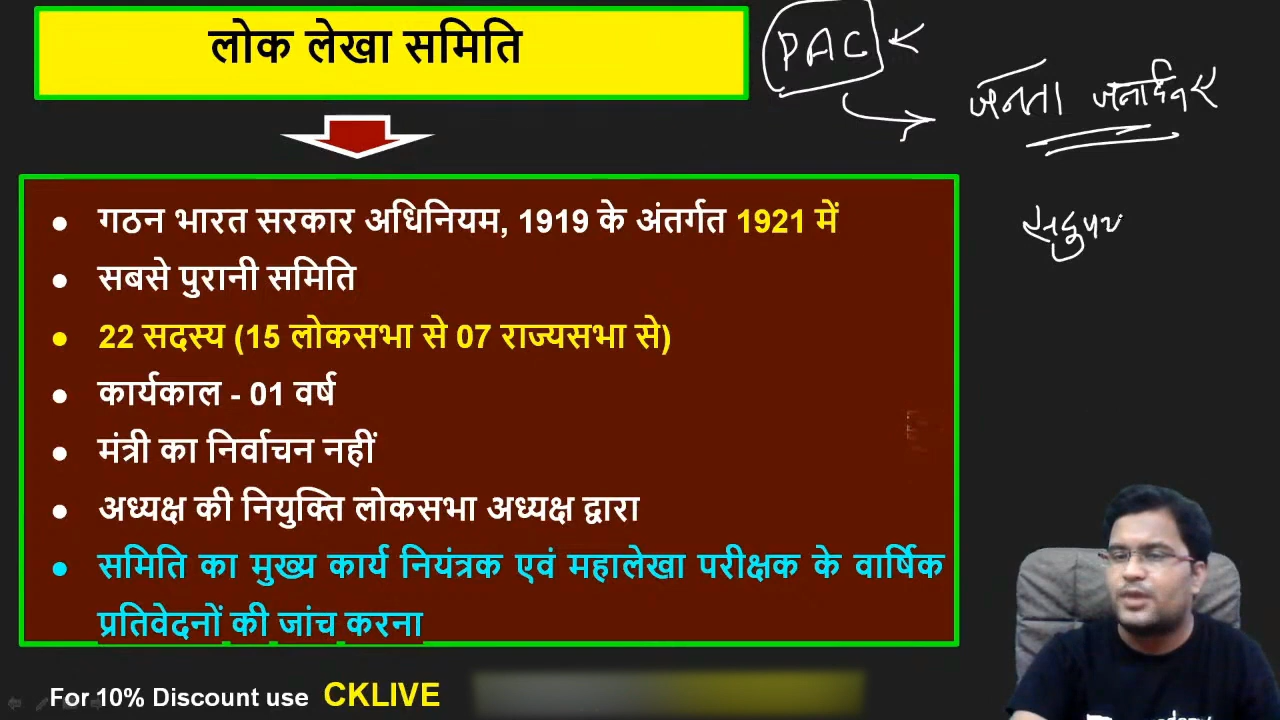 लोक लेखा समिति
PAC
जनता जनार्दन
गठन भारत सरकार अधिनियम, 1919 के अंतर्गत 1921 में
सबसे पुरानी समिति
22 सदस्य (15 लोकसभा से 07 राज्यसभा से)
कार्यकाल - 01 वर्ष
मंत्री का निर्वाचन नहीं
अध्यक्ष की नियुक्ति लोकसभा अध्यक्ष द्वारा
समिति का मुख्य कार्य नियंत्रक एवं महालेखा परीक्षक के वार्षिक
प्रतिवेदनों की जांच करना
For 10% Discount use CKLIVE